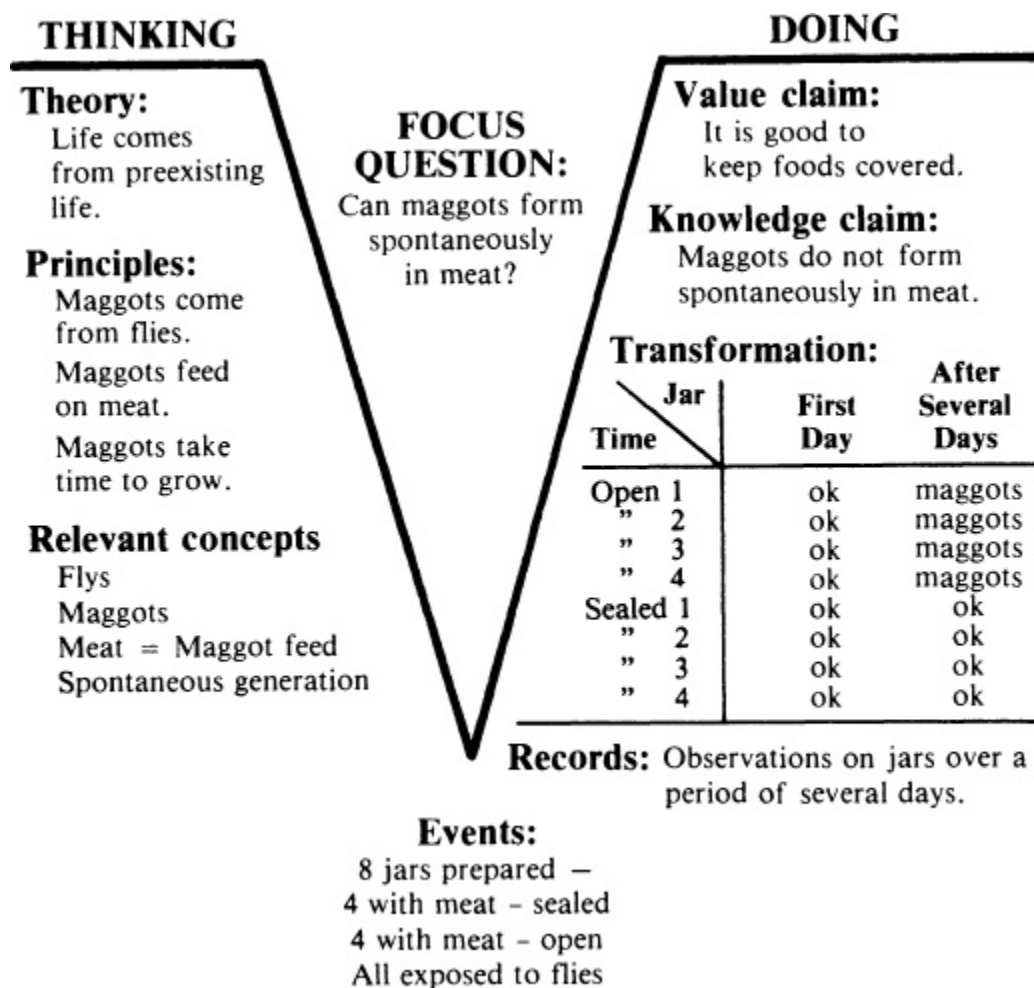 THINKING
Theory:
Life comes
from preexisting
life.
Principles:
Maggots come
from flies.
Maggots feed
on meat.
Maggots take
time to grow.
Relevant concepts
Flys
Maggots
Meat = Maggot feed
Spontaneous generation
FOCUS
QUESTION:
Can maggots form
spontaneously
in meat?
DOING
Value claim:
It is good to
keep foods covered.
Knowledge claim:
Maggots do not form
spontaneously in meat.
Transformation:
Jar
Time
First
Day
After
Several
Days
Open 1 ok maggots
” 2 ok maggots
” 3 ok maggots
” 4 ok maggots
Sealed 1 ok ok
” 2 ok ok
” 3 ok ok
” 4 ok ok
Records: Observations on jars over a
period of several days.
Events:
8 jars prepared –
4 with meat – sealed
4 with meat – open
All exposed to flies